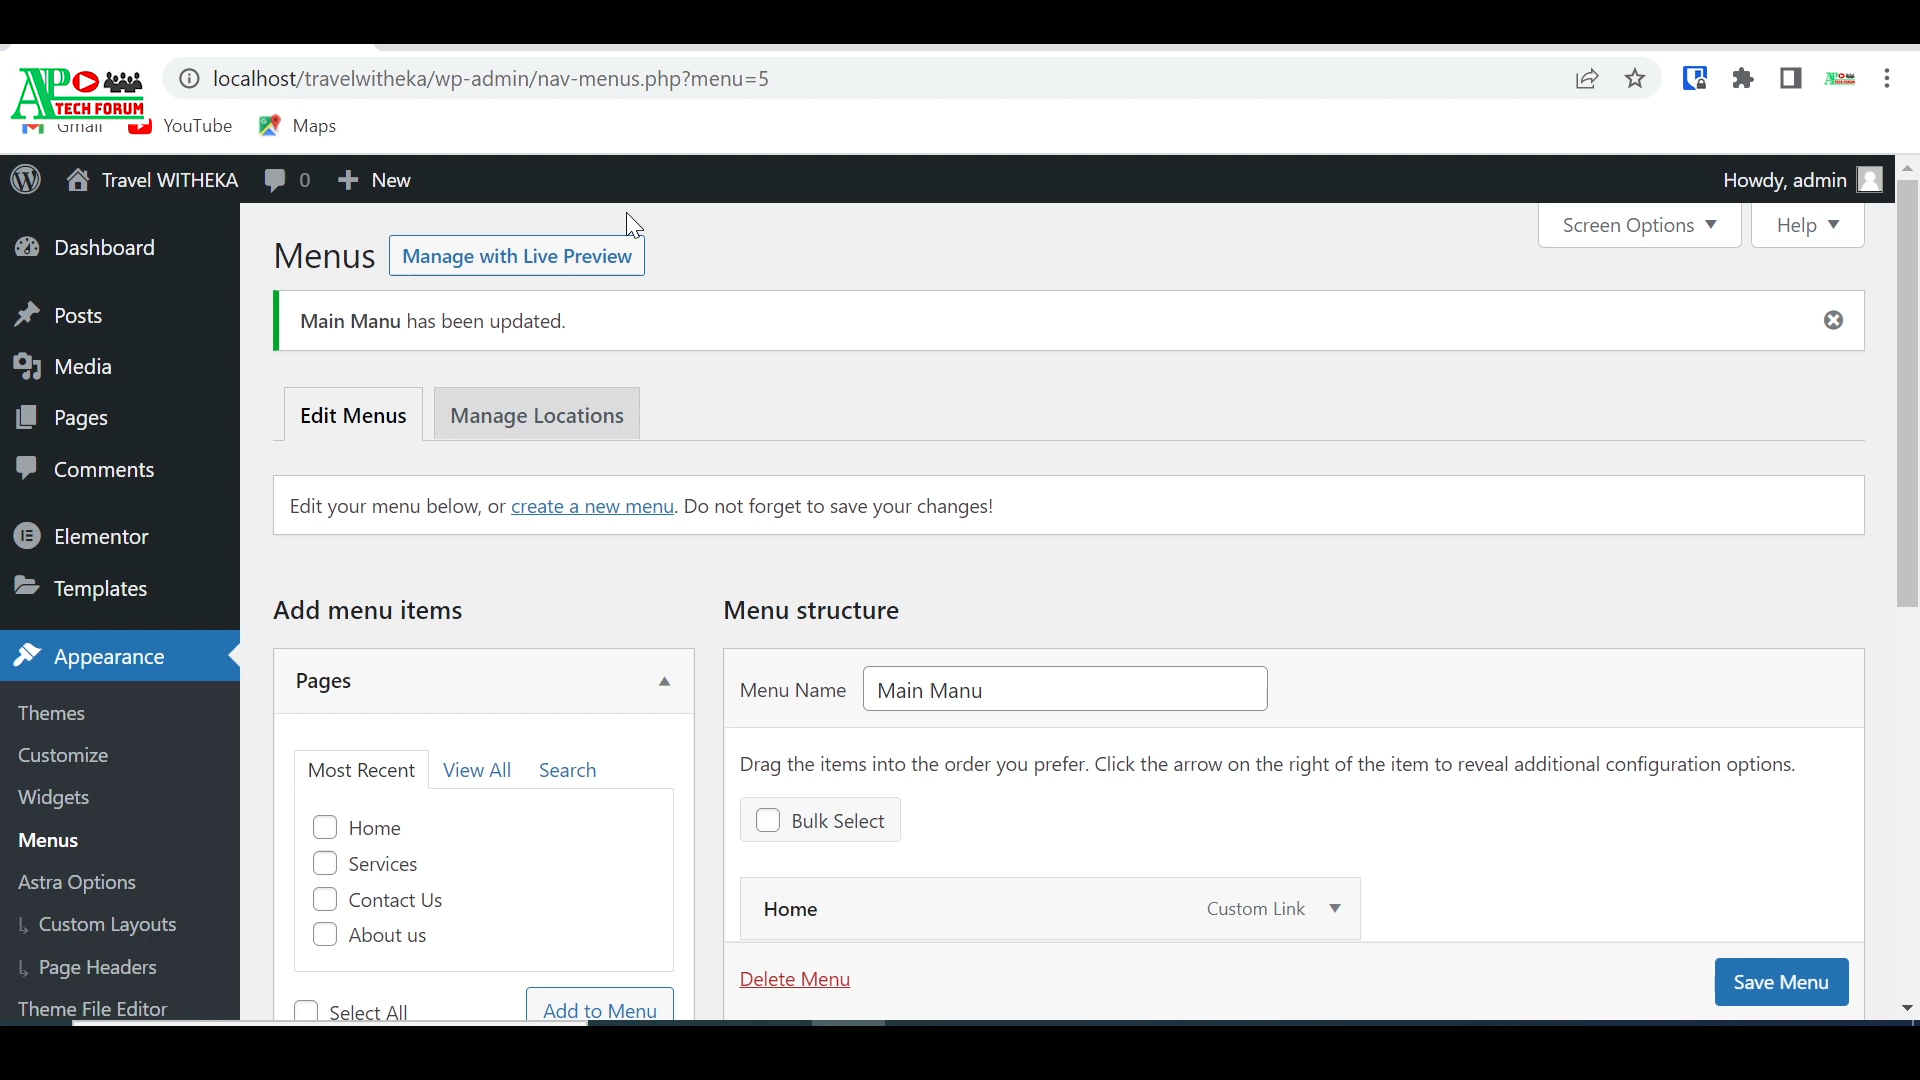 AP TECH FORUM
localhost/travelwitheka/wp-admin/nav-menus.php?menu=5
Gmail YouTube Maps
Travel WITHEKA 0 New Howdy, admin
Screen Options Help
Menus Manage with Live Preview
Main Manu has been updated.
Edit Menus Manage Locations
Edit your menu below, or create a new menu. Do not forget to save your changes!
Dashboard
Posts
Media
Pages
Comments
Elementor
Templates
Appearance
Themes
Customize
Widgets
Menus
Astra Options
Custom Layouts
Page Headers
Theme File Editor
Add menu items
Pages
Most Recent View All Search
Home
Services
Contact Us
About us
Select All Add to Menu
Menu structure
Menu Name Main Manu
Drag the items into the order you prefer. Click the arrow on the right of the item to reveal additional configuration options.
Bulk Select
Home Custom Link
Delete Menu Save Menu